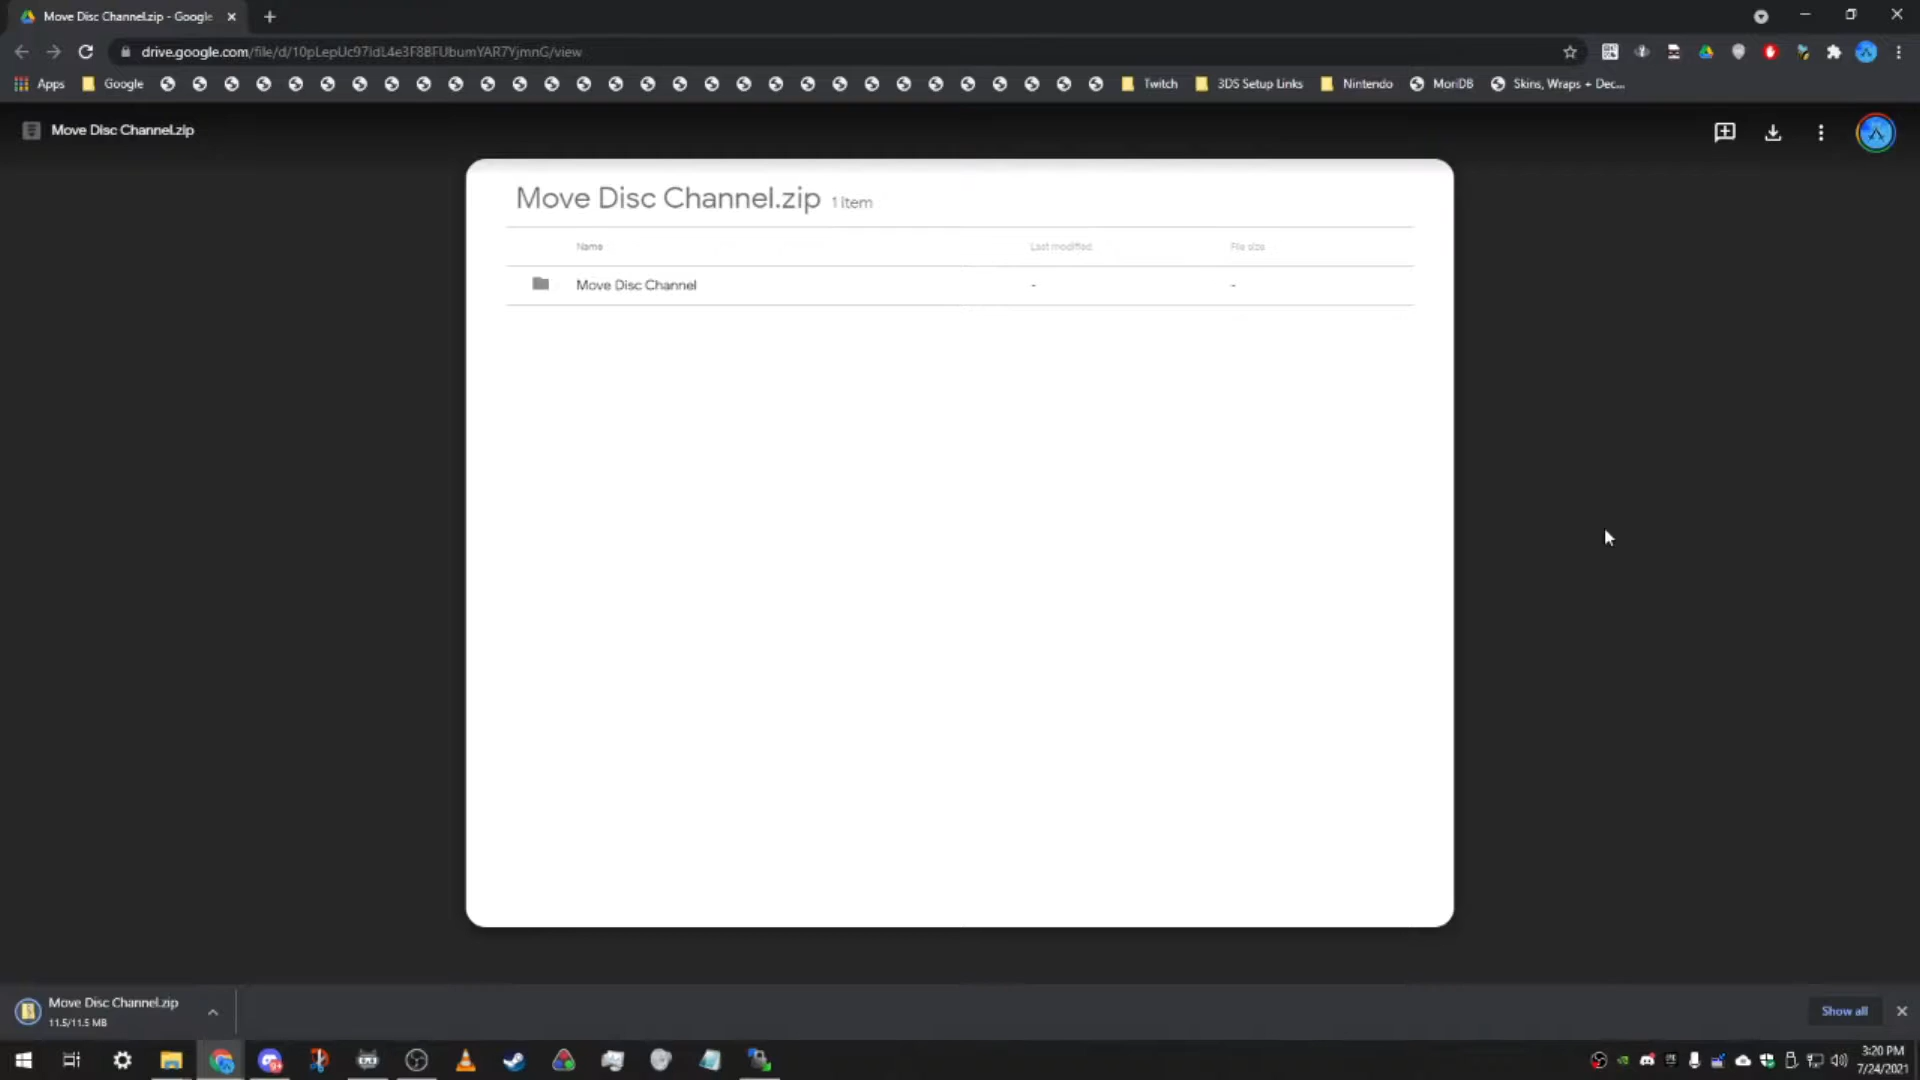 Move Disc Channel.zip - Google
drive.google.com/file/d/10pLepUc97IdL4e3F8BFUbumYAR7YjmnG/view
Apps Google Twitch 3DS Setup Links Nintendo MoriDB Skins, Wraps + Dec...
Move Disc Channel.zip
Move Disc Channel.zip 1 item
Name Last modified File size
Move Disc Channel - -
Move Disc Channel.zip
11.5/11.5 MB
Show all
3:20 PM
7/24/2021